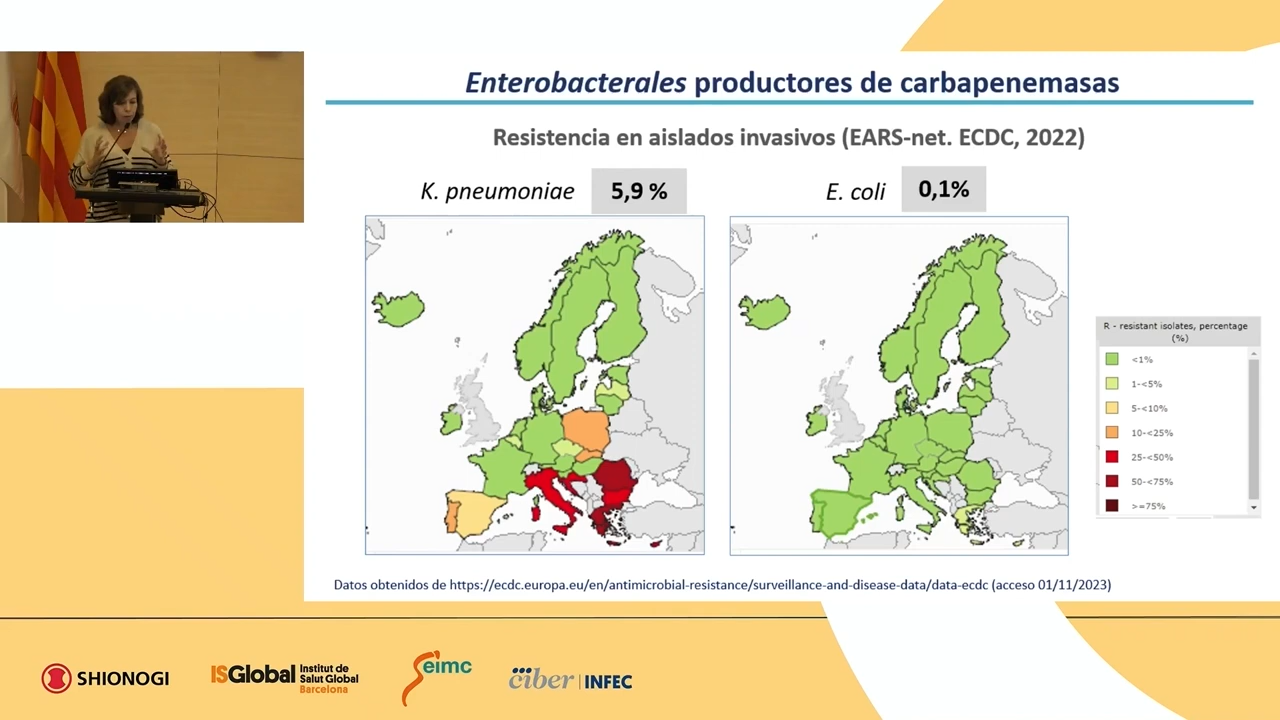 Enterobacterales productores de carbapenemasas
Resistencia en aislados invasivos (EARS-net. ECDC, 2022)
K. pneumoniae 5,9 %
E. coli 0,1%
R - resistant isolates, percentage
(%)
<1%
1-<5%
5-<10%
10-<25%
25-<50%
50-<75%
>=75%
Datos obtenidos de https://ecdc.europa.eu/en/antimicrobial-resistance/surveillance-and-disease-data/data-ecdc (acceso 01/11/2023)
SHIONOGI
ISGlobal Institut de
Salut Global
Barcelona
Seimc
ciber INFEC